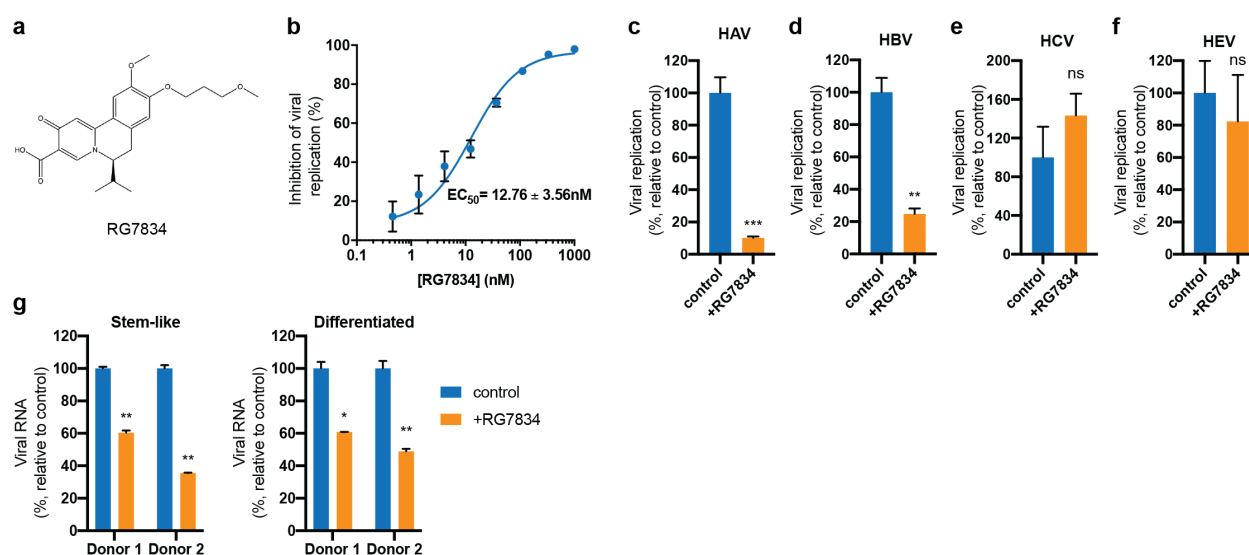 a
O
O
O
O
N
HO
O
RG7834
b
Inhibition of viral
replication (%)
100
80
60
40
20
0
EC50= 12.76 ± 3.56nM
0.1
1
10
100
1000
[RG7834] (nM)
c
HAV
Viral replication
(%, relative to control)
120
100
80
60
40
20
0
***
control
+RG7834
d
HBV
Viral replication
(%, relative to control)
120
100
80
60
40
20
0
**
control
+RG7834
e
HCV
Viral replication
(%, relative to control)
200
160
120
80
40
0
ns
control
+RG7834
f
HEV
Viral replication
(%, relative to control)
120
100
80
60
40
20
0
ns
control
+RG7834
g
Stem-like
Viral RNA
(%, relative to control)
120
100
80
60
40
20
0
**
**
Donor 1 Donor 2
Differentiated
Viral RNA
(%, relative to control)
120
100
80
60
40
20
0
*
**
Donor 1 Donor 2
control
+RG7834